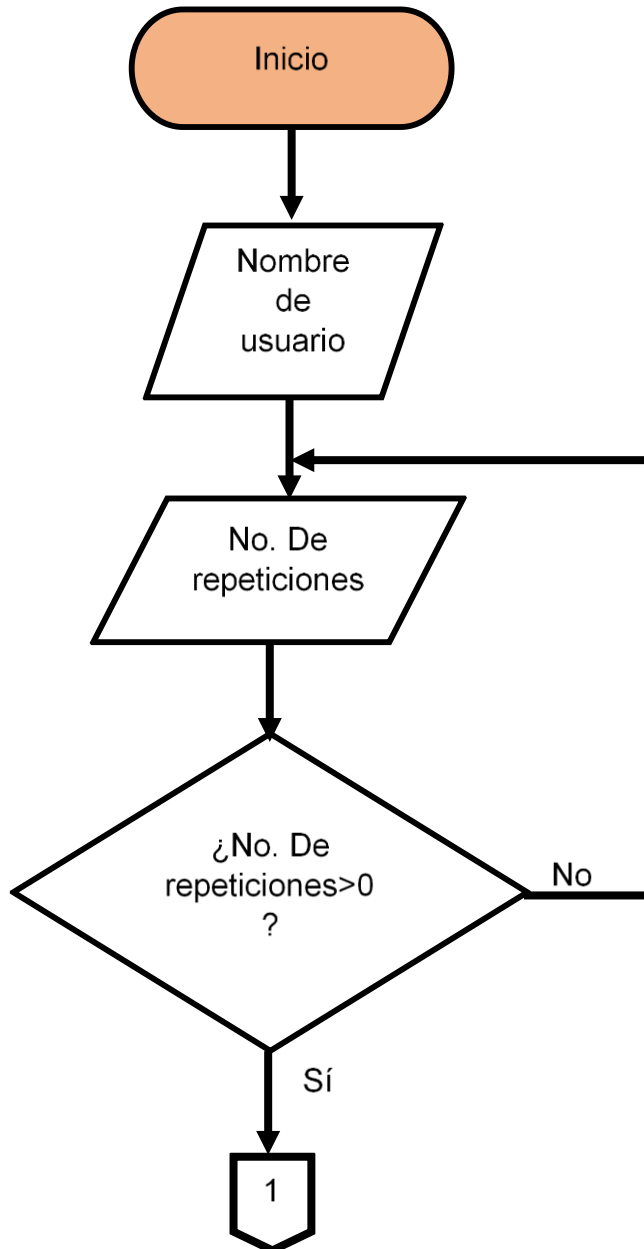 Inicio
Nombre
de
usuario
No. De
repeticiones
¿No. De
repeticiones>0
?
No
Sí
1